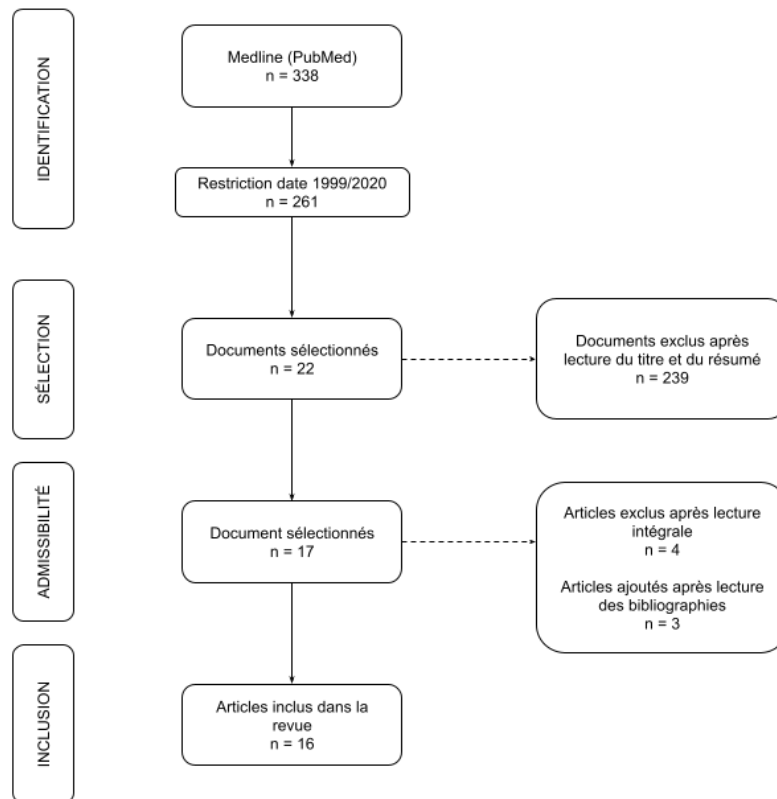 IDENTIFICATION
Medline (PubMed)
n = 338
Restriction date 1999/2020
n = 261
SÉLECTION
Documents sélectionnés
n = 22
Documents exclus après
lecture du titre et du résumé
n = 239
ADMISSIBILITÉ
Document sélectionnés
n = 17
Articles exclus après lecture
intégrale
n = 4
Articles ajoutés après lecture
des bibliographies
n = 3
INCLUSION
Articles inclus dans la
revue
n = 16